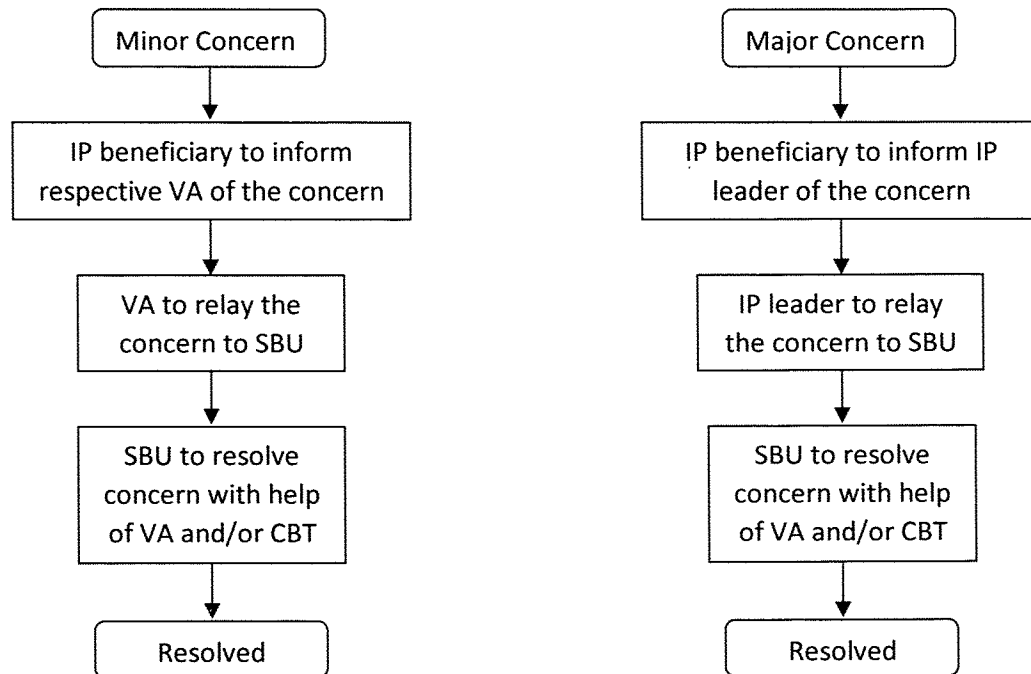 Minor Concern
IP beneficiary to inform
respective VA of the concern
VA to relay the
concern to SBU
SBU to resolve
concern with help
of VA and/or CBT
Resolved
Major Concern
IP beneficiary to inform IP
leader of the concern
IP leader to relay
the concern to SBU
SBU to resolve
concern with help
of VA and/or CBT
Resolved